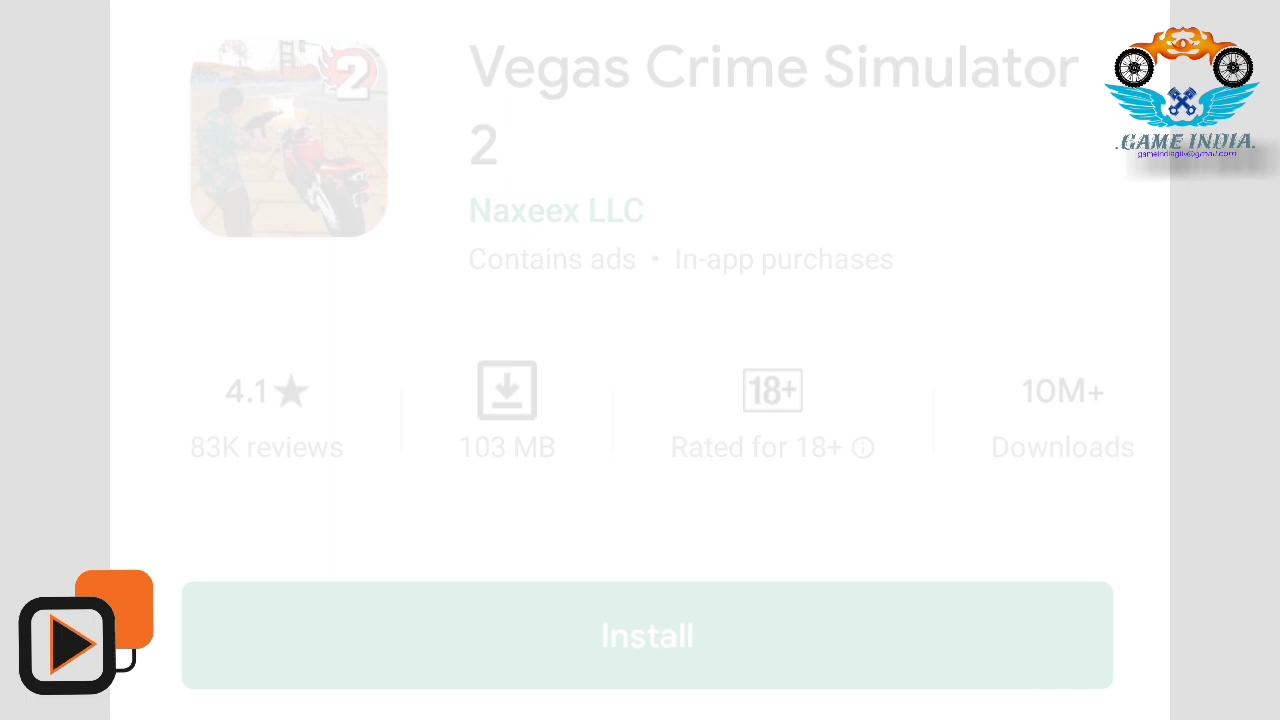 Vegas Crime Simulator
2
Naxeex LLC
Contains ads • In-app purchases
4.1★
18+
10M+
83K reviews
103 MB
Rated for 18+
Downloads
Install
2
.GAME INDIA.